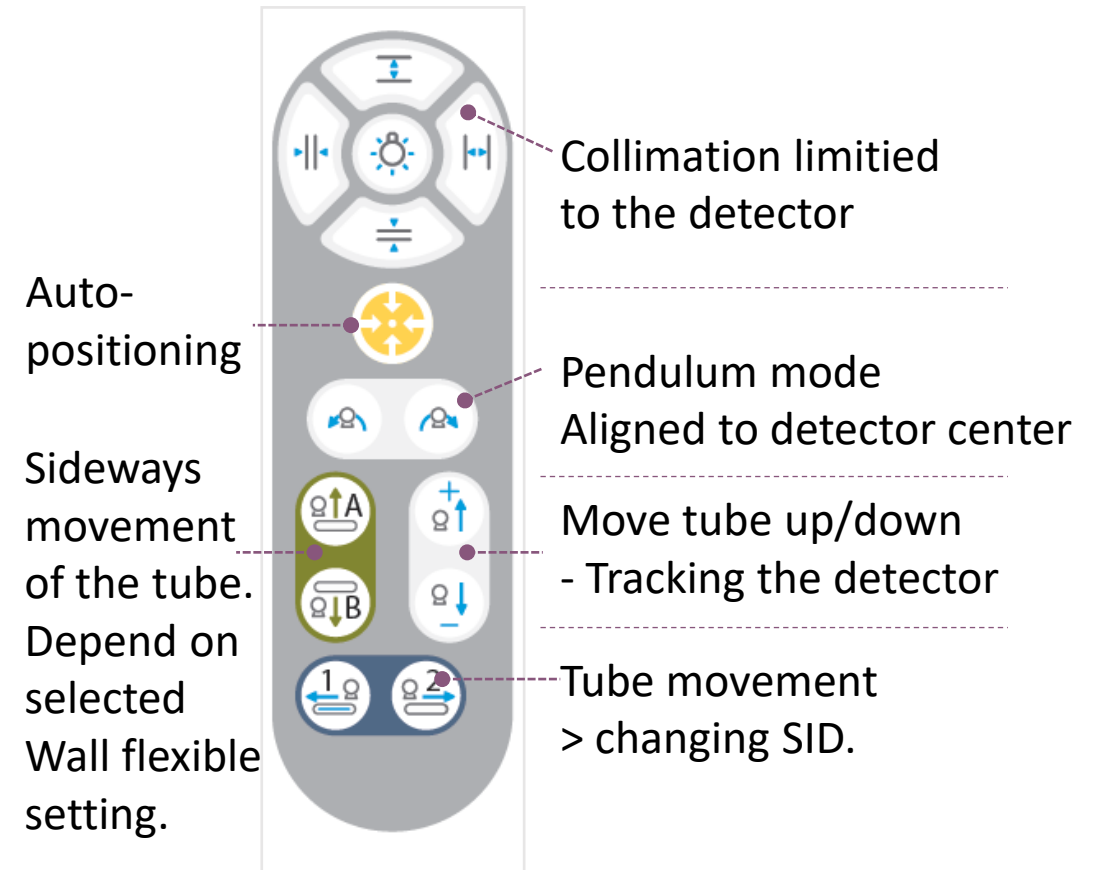 Collimation limitied
to the detector
Auto-
positioning
Pendulum mode
Aligned to detector center
Sideways
movement
of the tube.
Depend on
selected
Wall flexible
setting.
A
B
+
−
Move tube up/down
- Tracking the detector
1
2
Tube movement
> changing SID.